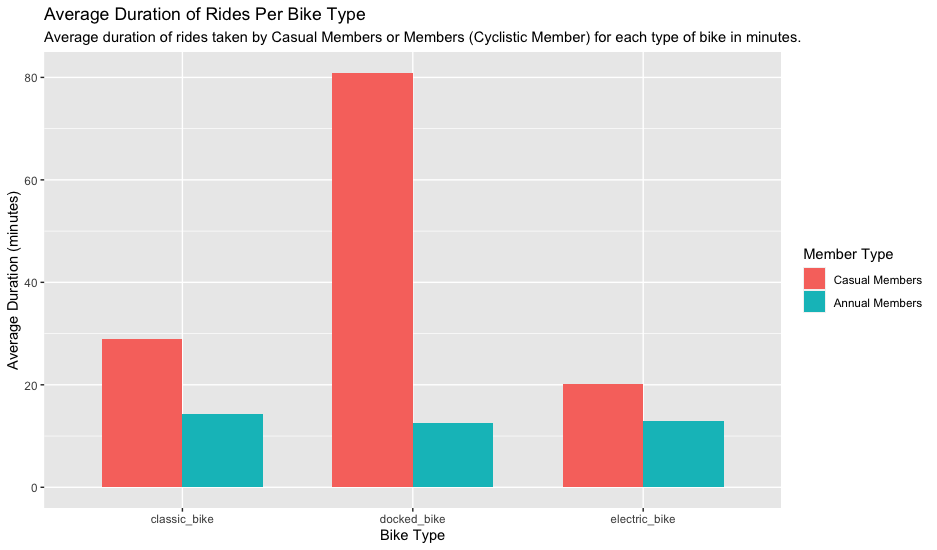 Average Duration of Rides Per Bike Type
Average duration of rides taken by Casual Members or Members (Cyclistic Member) for each type of bike in minutes.
Average Duration (minutes)
80
60
40
20
0
classic_bike
docked_bike
electric_bike
Bike Type
Member Type
Casual Members
Annual Members